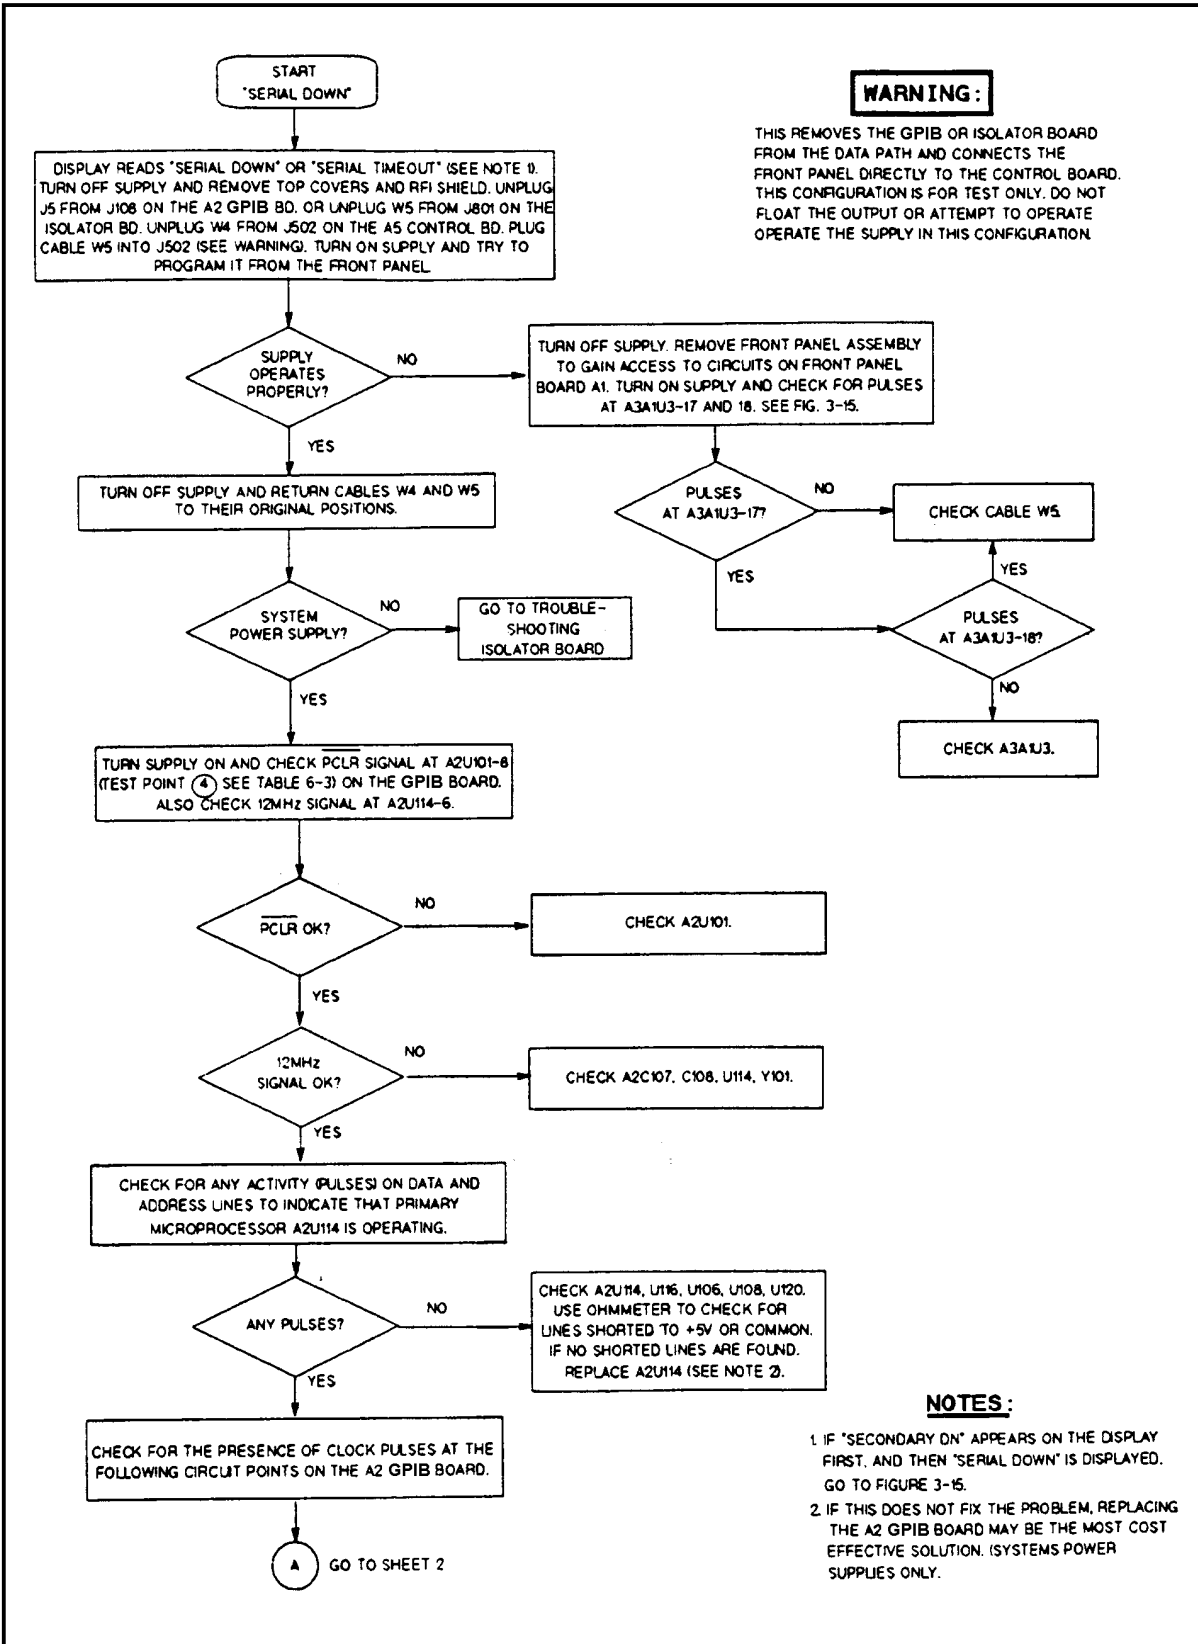 START
"SERIAL DOWN"
WARNING:
THIS REMOVES THE GPIB OR ISOLATOR BOARD
FROM THE DATA PATH AND CONNECTS THE
FRONT PANEL DIRECTLY TO THE CONTROL BOARD.
THIS CONFIGURATION IS FOR TEST ONLY. DO NOT
FLOAT THE OUTPUT OR ATTEMPT TO OPERATE
OPERATE THE SUPPLY IN THIS CONFIGURATION.
DISPLAY READS "SERIAL DOWN" OR "SERIAL TIMEOUT" (SEE NOTE 1).
TURN OFF SUPPLY AND REMOVE TOP COVERS AND RFI SHIELD. UNPLUG
J5 FROM J106 ON THE A2 GPIB BD. OR UNPLUG W5 FROM J801 ON THE
ISOLATOR BD. UNPLUG W4 FROM J502 ON THE A5 CONTROL BD. PLUG
CABLE W5 INTO J502 (SEE WARNING). TURN ON SUPPLY AND TRY TO
PROGRAM IT FROM THE FRONT PANEL
SUPPLY
OPERATES
PROPERLY?
NO
YES
TURN OFF SUPPLY. REMOVE FRONT PANEL ASSEMBLY
TO GAIN ACCESS TO CIRCUITS ON FRONT PANEL
BOARD A1. TURN ON SUPPLY AND CHECK FOR PULSES
AT A3A1U3-17 AND 18. SEE FIG. 3-15.
TURN OFF SUPPLY AND RETURN CABLES W4 AND W5
TO THEIR ORIGINAL POSITIONS.
PULSES
AT A3A1U3-17?
NO
YES
CHECK CABLE W5.
YES
PULSES
AT A3A1U3-18?
NO
CHECK A3A1U3.
SYSTEM
POWER SUPPLY?
NO
YES
GO TO TROUBLE-
SHOOTING
ISOLATOR BOARD
TURN SUPPLY ON AND CHECK PCLR SIGNAL AT A2U101-8
(TEST POINT 4 SEE TABLE 6-3) ON THE GPIB BOARD.
ALSO CHECK 12MHz SIGNAL AT A2U114-6.
PCLR OK?
NO
YES
CHECK A2U101.
12MHz
SIGNAL OK?
NO
YES
CHECK A2C107, C108, U114, Y101.
CHECK FOR ANY ACTIVITY (PULSES) ON DATA AND
ADDRESS LINES TO INDICATE THAT PRIMARY
MICROPROCESSOR A2U114 IS OPERATING.
ANY PULSES?
NO
YES
CHECK A2U114, U116, U106, U108, U120.
USE OHMMETER TO CHECK FOR
LINES SHORTED TO +5V OR COMMON.
IF NO SHORTED LINES ARE FOUND.
REPLACE A2U114 (SEE NOTE 2).
CHECK FOR THE PRESENCE OF CLOCK PULSES AT THE
FOLLOWING CIRCUIT POINTS ON THE A2 GPIB BOARD.
A GO TO SHEET 2
NOTES:
1. IF "SECONDARY DN" APPEARS ON THE DISPLAY
FIRST, AND THEN "SERIAL DOWN" IS DISPLAYED.
GO TO FIGURE 3-15.
2. IF THIS DOES NOT FIX THE PROBLEM, REPLACING
THE A2 GPIB BOARD MAY BE THE MOST COST
EFFECTIVE SOLUTION. (SYSTEMS POWER
SUPPLIES ONLY.